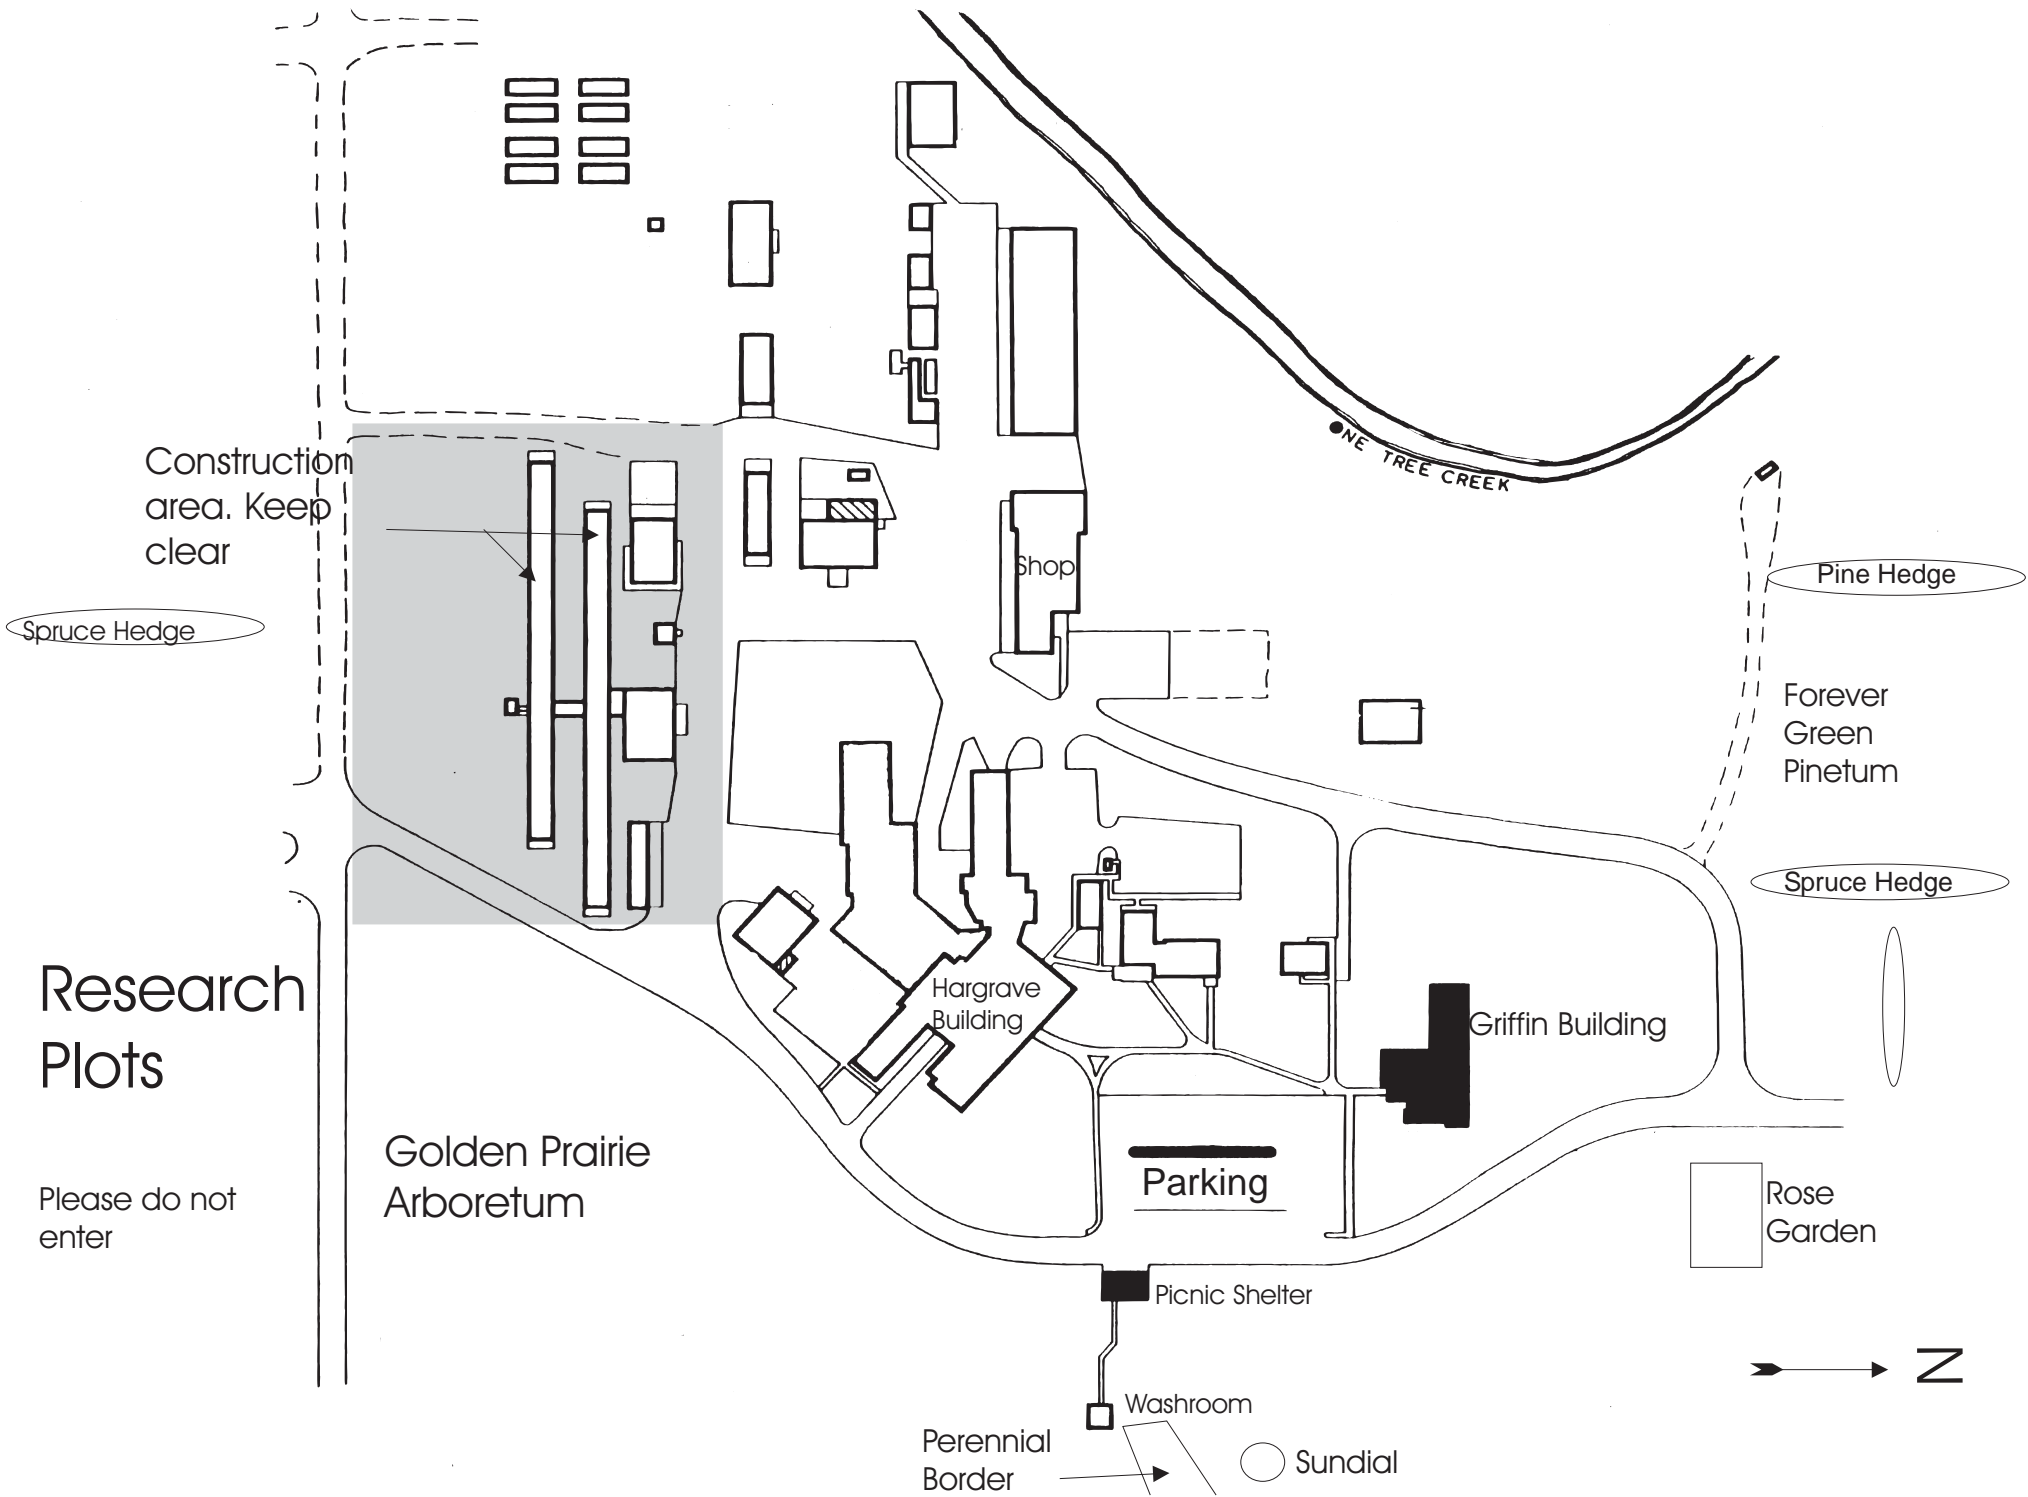 ONE TREE CREEK
Construction
area. Keep
clear
Shop
Pine Hedge
Spruce Hedge
Forever
Green
Pinetum
Spruce Hedge
Research
Plots
Hargrave
Building
Griffin Building
Golden Prairie
Arboretum
Parking
Please do not
enter
Rose
Garden
Picnic Shelter
N
Washroom
Perennial
Border
Sundial